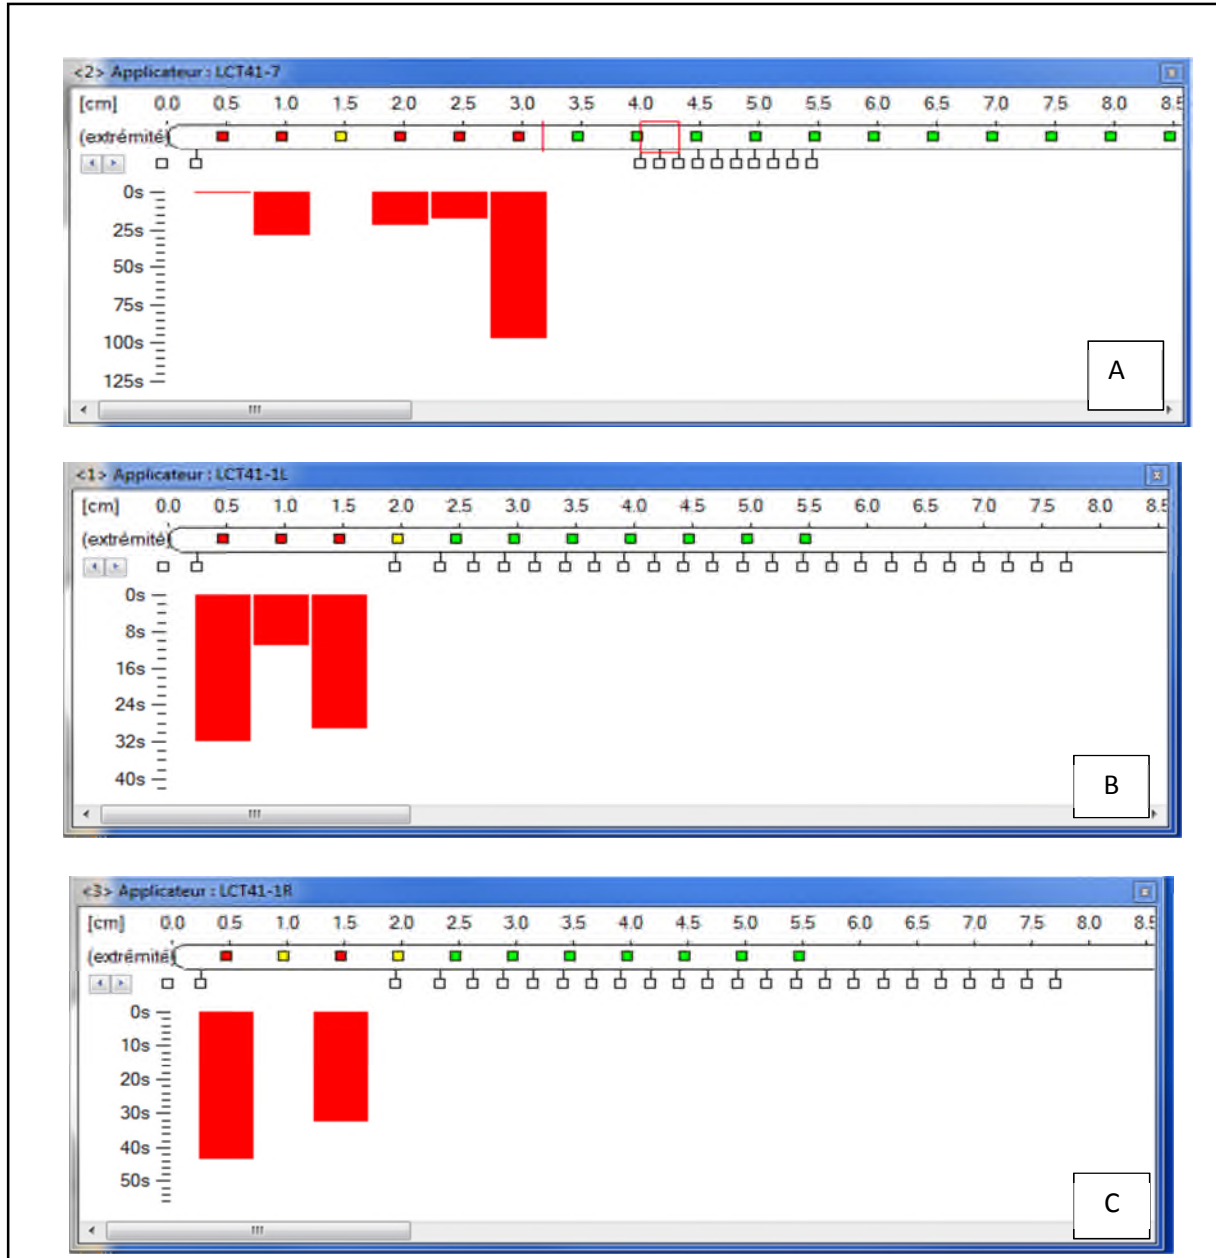 <2> Applicateur : LCT41-7
[cm] 0.0 0.5 1.0 1.5 2.0 2.5 3.0 3.5 4.0 4.5 5.0 5.5 6.0 6.5 7.0 7.5 8.0 8.5
(extrémité)
0s
25s
50s
75s
100s
125s
A
<1> Applicateur : LCT41-1L
[cm] 0.0 0.5 1.0 1.5 2.0 2.5 3.0 3.5 4.0 4.5 5.0 5.5 6.0 6.5 7.0 7.5 8.0 8.5
(extrémité)
0s
8s
16s
24s
32s
40s
B
<3> Applicateur : LCT41-1R
[cm] 0.0 0.5 1.0 1.5 2.0 2.5 3.0 3.5 4.0 4.5 5.0 5.5 6.0 6.5 7.0 7.5 8.0 8.5
(extrémité)
0s
10s
20s
30s
40s
50s
C